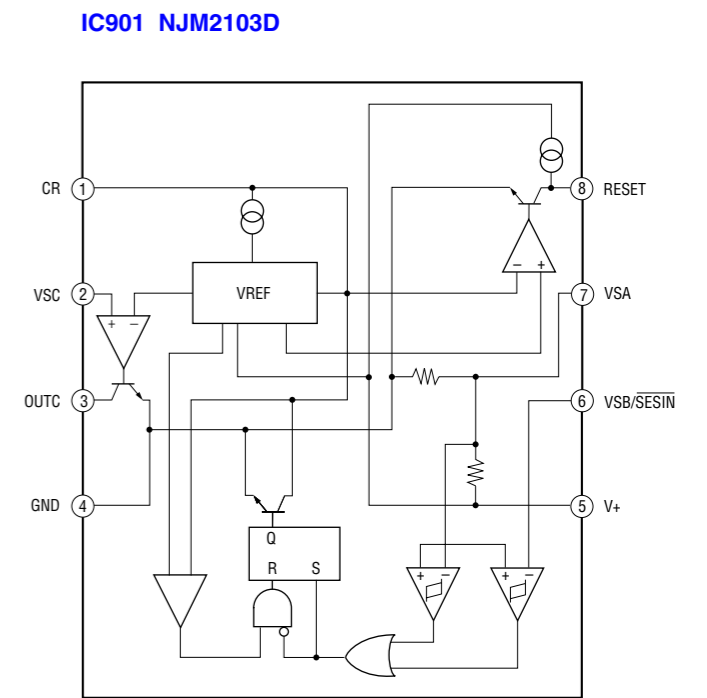 IC901 NJM2103D
CR 1
8 RESET
VREF
- +
VSC 2
7 VSA
+ -
OUTC 3
6 VSB/SESIN
GND 4
5 V+
Q
R S
+ - + -